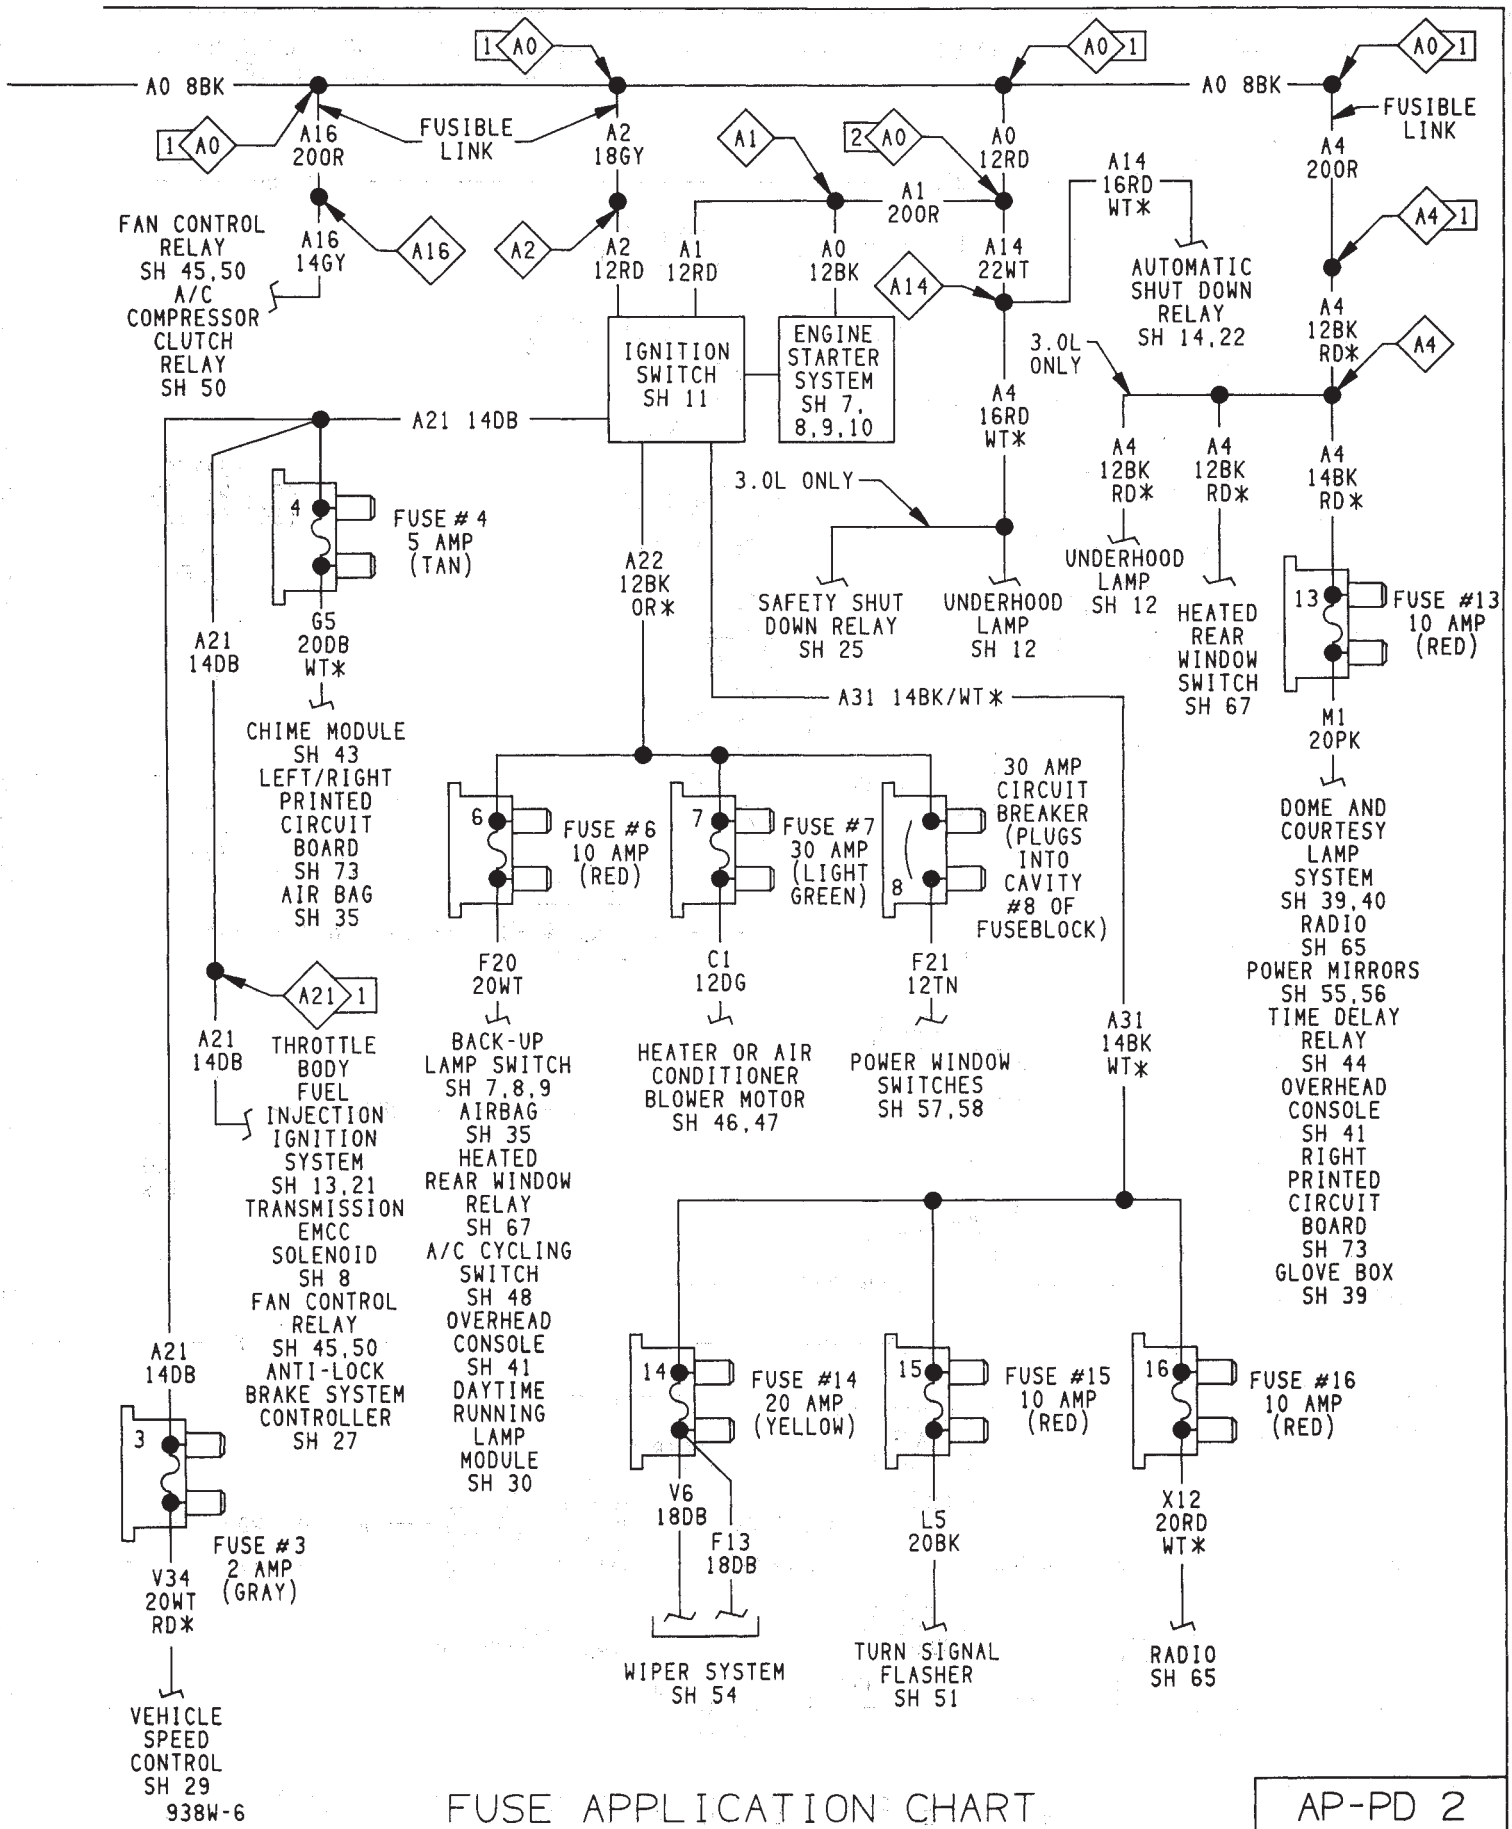 1 A0
A0 1
A0 1
A0 8BK
A0 8BK
1 A0
A16
200R
FUSIBLE
LINK
A2
18GY
A1
2 A0
A0
12RD
A14
16RD
WT*
FUSIBLE
LINK
A4
200R
A1
200R
FAN CONTROL
RELAY
SH 45,50
A/C
COMPRESSOR
CLUTCH
RELAY
SH 50
A16
14GY
A16
A2
A2
12RD
A1
12RD
A0
12BK
A14
22WT
A14
AUTOMATIC
SHUT DOWN
RELAY
SH 14,22
A4 1
A4
12BK
RD*
A4
3.0L
ONLY
IGNITION
SWITCH
SH 11
ENGINE
STARTER
SYSTEM
SH 7,
8,9,10
A4
16RD
WT*
A21 14DB
A4
12BK
RD*
A4
12BK
RD*
A4
14BK
RD*
3.0L ONLY
4
FUSE #4
5 AMP
(TAN)
A22
12BK
OR*
SAFETY SHUT
DOWN RELAY
SH 25
UNDERHOOD
LAMP
SH 12
UNDERHOOD
LAMP
SH 12
HEATED
REAR
WINDOW
SWITCH
SH 67
13
FUSE #13
10 AMP
(RED)
A21
14DB
G5
20DB
WT*
A31 14BK/WT*
M1
20PK
CHIME MODULE
SH 43
LEFT/RIGHT
PRINTED
CIRCUIT
BOARD
SH 73
AIR BAG
SH 35
6
FUSE #6
10 AMP
(RED)
7
FUSE #7
30 AMP
(LIGHT
GREEN)
8
30 AMP
CIRCUIT
BREAKER
(PLUGS
INTO
CAVITY
#8 OF
FUSEBLOCK)
DOME AND
COURTESY
LAMP
SYSTEM
SH 39,40
RADIO
SH 65
POWER MIRRORS
SH 55,56
TIME DELAY
RELAY
SH 44
OVERHEAD
CONSOLE
SH 41
RIGHT
PRINTED
CIRCUIT
BOARD
SH 73
GLOVE BOX
SH 39
F20
20WT
C1
12DG
F21
12TN
A21 1
A21
14DB
THROTTLE
BODY
FUEL
INJECTION
IGNITION
SYSTEM
SH 13,21
TRANSMISSION
EMCC
SOLENOID
SH 8
FAN CONTROL
RELAY
SH 45,50
ANTI-LOCK
BRAKE SYSTEM
CONTROLLER
SH 27
BACK-UP
LAMP SWITCH
SH 7,8,9
AIRBAG
SH 35
HEATED
REAR WINDOW
RELAY
SH 67
A/C CYCLING
SWITCH
SH 48
OVERHEAD
CONSOLE
SH 41
DAYTIME
RUNNING
LAMP
MODULE
SH 30
HEATER OR AIR
CONDITIONER
BLOWER MOTOR
SH 46,47
POWER WINDOW
SWITCHES
SH 57,58
A31
14BK
WT*
A21
14DB
3
FUSE #3
2 AMP
(GRAY)
14
FUSE #14
20 AMP
(YELLOW)
15
FUSE #15
10 AMP
(RED)
16
FUSE #16
10 AMP
(RED)
V6
18DB
F13
18DB
L5
20BK
X12
20RD
WT*
V34
20WT
RD*
WIPER SYSTEM
SH 54
TURN SIGNAL
FLASHER
SH 51
RADIO
SH 65
VEHICLE
SPEED
CONTROL
SH 29
938W-6
FUSE APPLICATION CHART
AP-PD 2